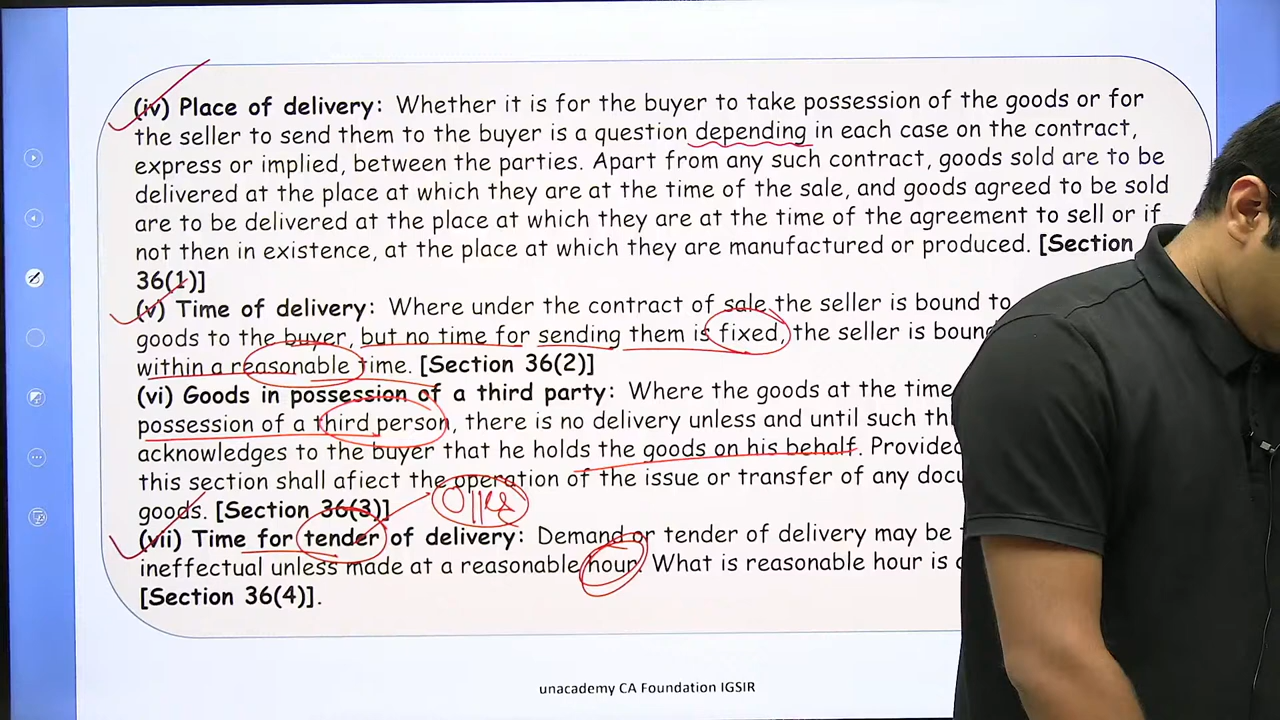 (iv) Place of delivery: Whether it is for the buyer to take possession of the goods or for
the seller to send them to the buyer is a question depending in each case on the contract,
express or implied, between the parties. Apart from any such contract, goods sold are to be
delivered at the place at which they are at the time of the sale, and goods agreed to be sold
are to be delivered at the place at which they are at the time of the agreement to sell or if
not then in existence, at the place at which they are manufactured or produced. [Section
36(1)]
(v) Time of delivery: Where under the contract of sale the seller is bound to
goods to the buyer, but no time for sending them is fixed, the seller is
within a reasonable time. [Section 36(2)]
(vi) Goods in possession of a third party: Where the goods at the time
possession of a third person, there is no delivery unless and until such
acknowledges to the buyer that he holds the goods on his behalf. Provided
this section shall afiect the operation of the issue or transfer of any
goods. [Section 36(3)]
Offer
(vii) Time for tender of delivery: Demand or tender of delivery may be
ineffectual unless made at a reasonable hour. What is reasonable hour is
[Section 36(4)].
unacademy CA Foundation IGSIR